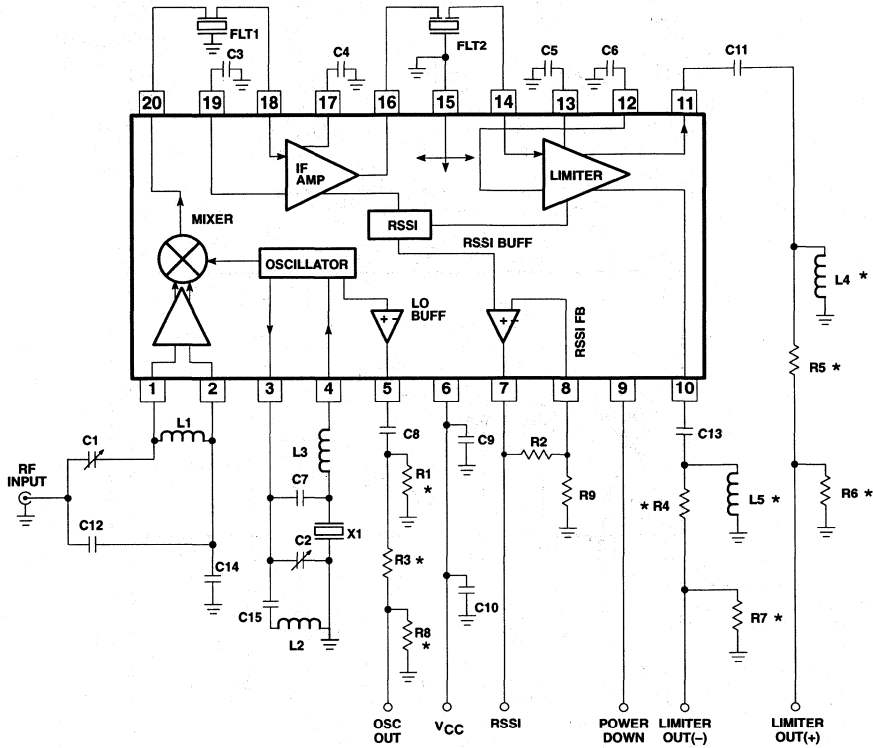 FLT1
FLT2
C3
C4
C5
C6
C11
20
19
18
17
16
15
14
13
12
11
IF
AMP
LIMITER
MIXER
RSSI
RSSI BUFF
OSCILLATOR
LO
BUFF
+ −
+ −
RSSI FB
L4 *
R5 *
1
2
3
4
5
6
7
8
9
10
L1
C1
L3
C8
C9
R2
C13
RF
INPUT
C7
R1
*
R9
* R4
L5 *
R6 *
C12
X1
C2
C14
R3 *
C10
C15
L2
R8
*
R7 *
OSC
OUT
VCC
RSSI
POWER
DOWN
LIMITER
OUT(–)
LIMITER
OUT(+)